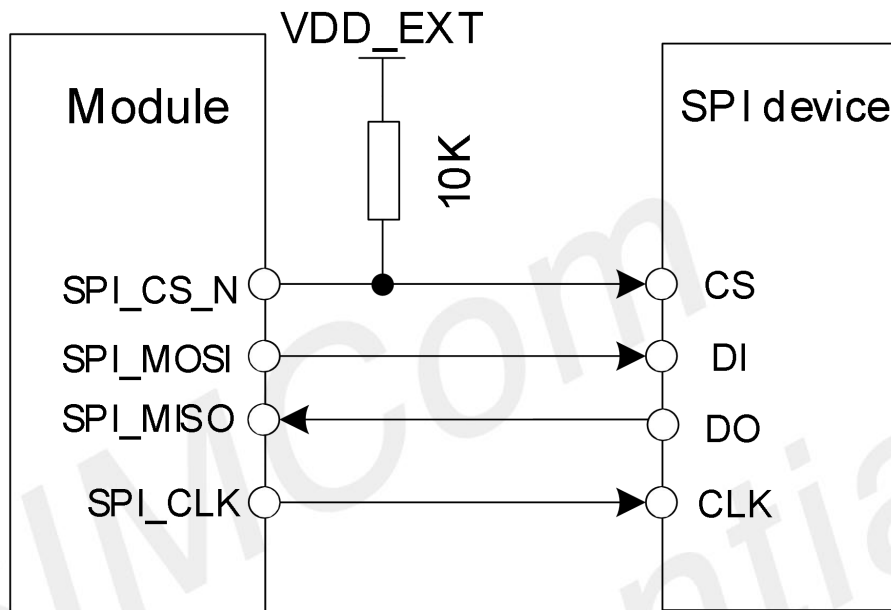 VDD_EXT
Module
SPI device
10K
SPI_CS_N
CS
SPI_MOSI
DI
SPI_MISO
DO
SPI_CLK
CLK